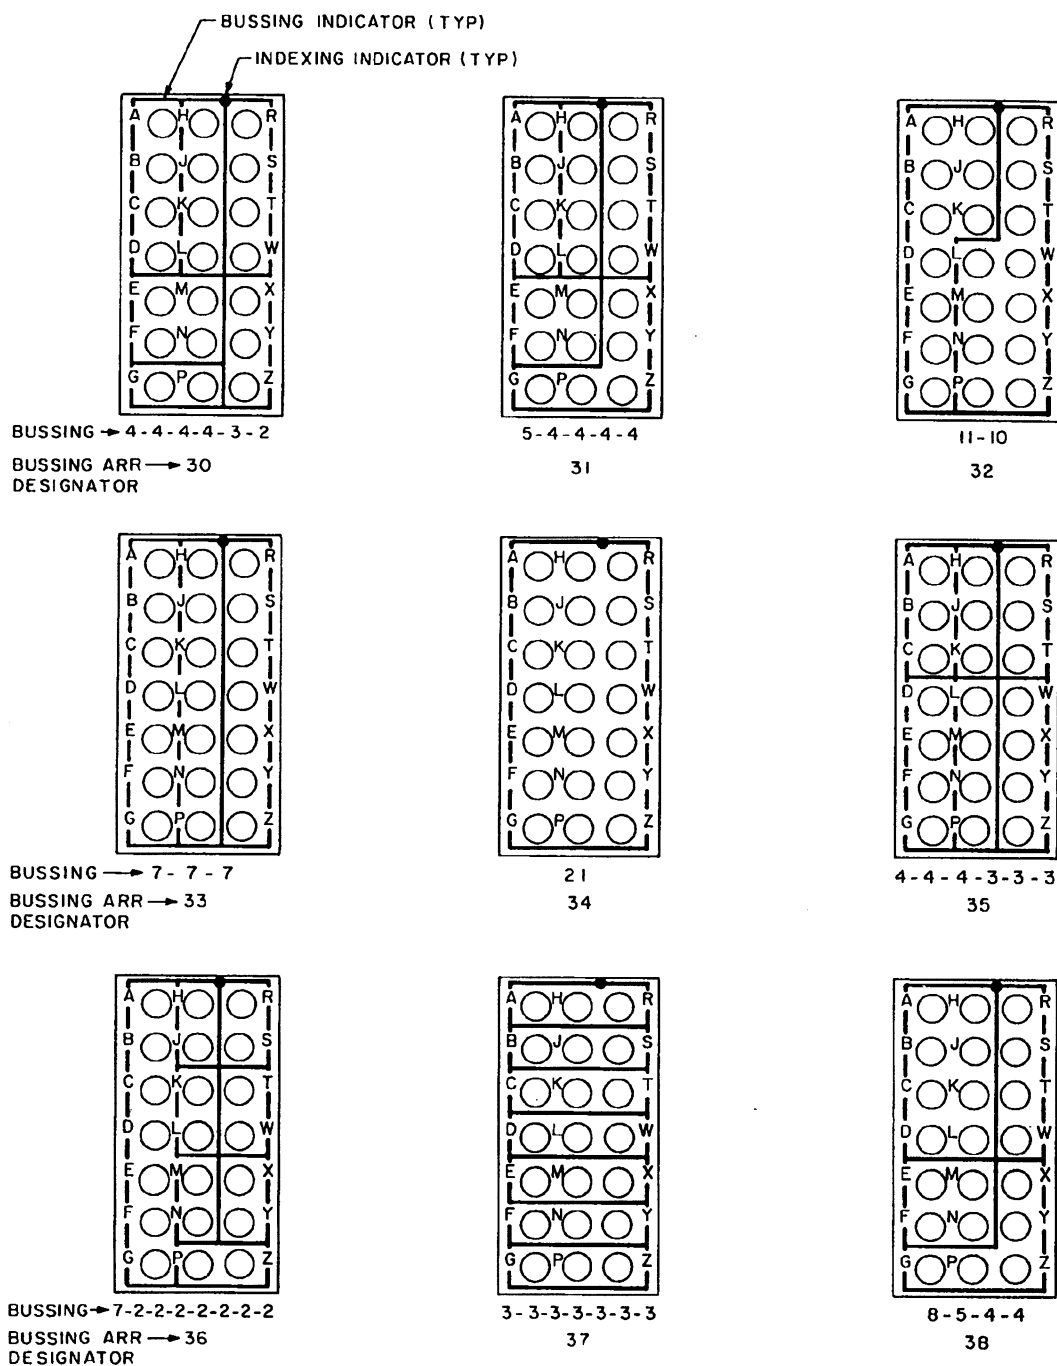 BUSSING INDICATOR (TYP)
INDEXING INDICATOR (TYP)
A H R
B J S
C K T
D L W
E M X
F N Y
G P Z
A H R
B J S
C K T
D L W
E M X
F N Y
G P Z
A H R
B J S
C K T
D L W
E M X
F N Y
G P Z
BUSSING → 4-4-4-4-3-2
5-4-4-4-4
11-10
BUSSING ARR → 30
DESIGNATOR
31
32
A H R
B J S
C K T
D L W
E M X
F N Y
G P Z
A H R
B J S
C K T
D L W
E M X
F N Y
G P Z
A H R
B J S
C K T
D L W
E M X
F N Y
G P Z
BUSSING → 7-7-7
21
4-4-4-3-3-3
BUSSING ARR → 33
DESIGNATOR
34
35
A H R
B J S
C K T
D L W
E M X
F N Y
G P Z
A H R
B J S
C K T
D L W
E M X
F N Y
G P Z
A H R
B J S
C K T
D L W
E M X
F N Y
G P Z
BUSSING → 7-2-2-2-2-2-2-2
3-3-3-3-3-3-3
8-5-4-4
BUSSING ARR → 36
DESIGNATOR
37
38